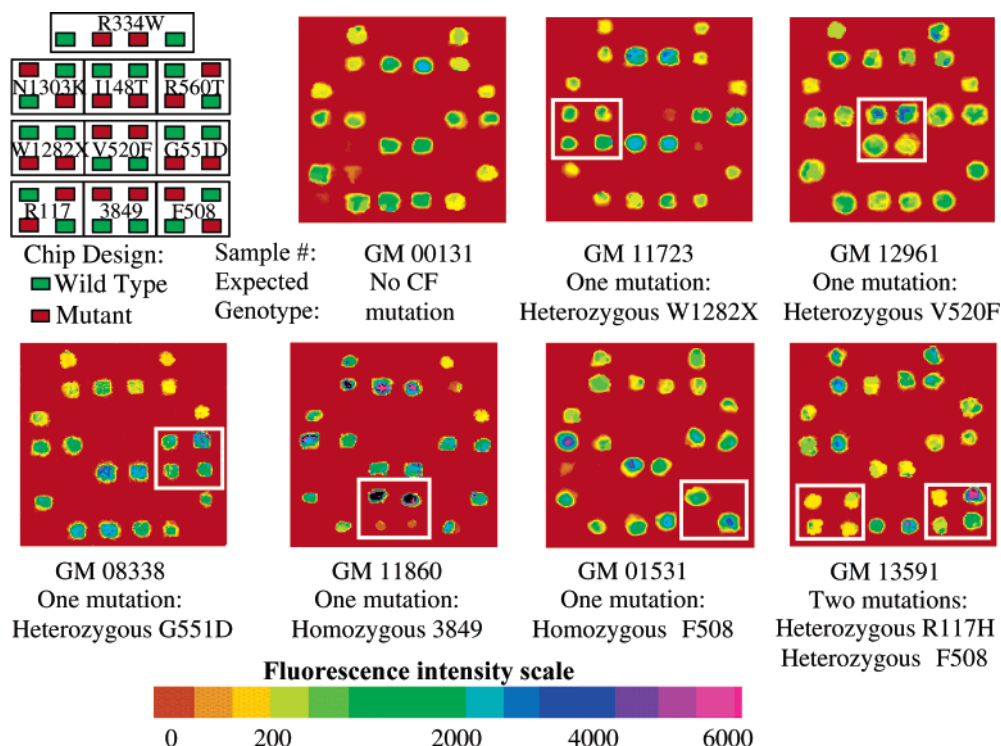 R334W
N1303K I148T R560T
W1282X V520F G551D
R117 3849 F508
Chip Design:
Wild Type
Mutant
Sample #:
Expected
Genotype:
GM 00131
No CF
mutation
GM 11723
One mutation:
Heterozygous W1282X
GM 12961
One mutation:
Heterozygous V520F
GM 08338
One mutation:
Heterozygous G551D
GM 11860
One mutation:
Homozygous 3849
GM 01531
One mutation:
Homozygous F508
GM 13591
Two mutations:
Heterozygous R117H
Heterozygous F508
Fluorescence intensity scale
0 200 2000 4000 6000